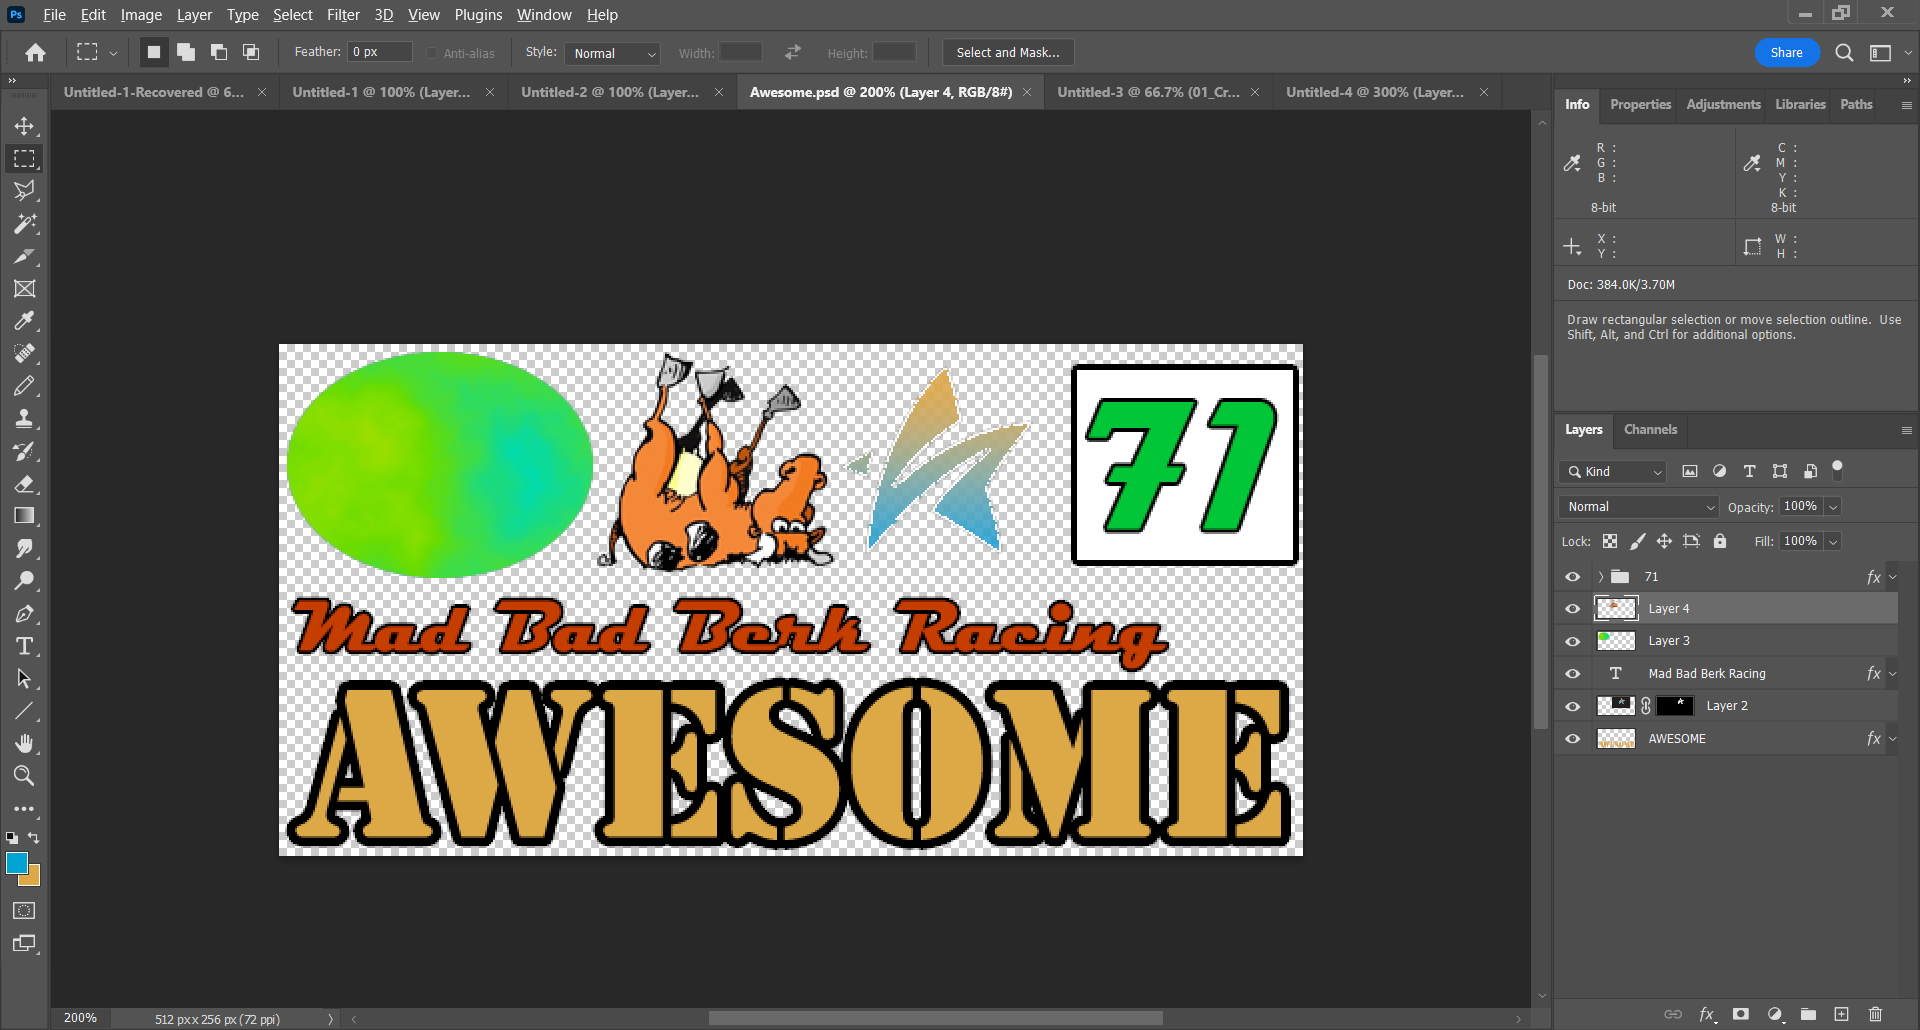 Ps File Edit Image Layer Type Select Filter 3D View Plugins Window Help
Feather: 0 px Anti-alias Style: Normal Width: Height: Select and Mask... Share
Untitled-1-Recovered @ 6... Untitled-1 @ 100% (Layer... Untitled-2 @ 100% (Layer... Awesome.psd @ 200% (Layer 4, RGB/8#) Untitled-3 @ 66.7% (01_Cr... Untitled-4 @ 300% (Layer...
Info Properties Adjustments Libraries Paths
R : C :
G : M :
B : Y :
K :
8-bit 8-bit
X : W :
Y : H :
Doc: 384.0K/3.70M
Draw rectangular selection or move selection outline. Use
Shift, Alt, and Ctrl for additional options.
71
Mad Bad Berk Racing
AWESOME
Layers Channels
Kind
Normal Opacity: 100%
Lock: Fill: 100%
71 fx
Layer 4
Layer 3
T Mad Bad Berk Racing fx
Layer 2
AWESOME fx
200% 512 px x 256 px (72 ppi)
fx